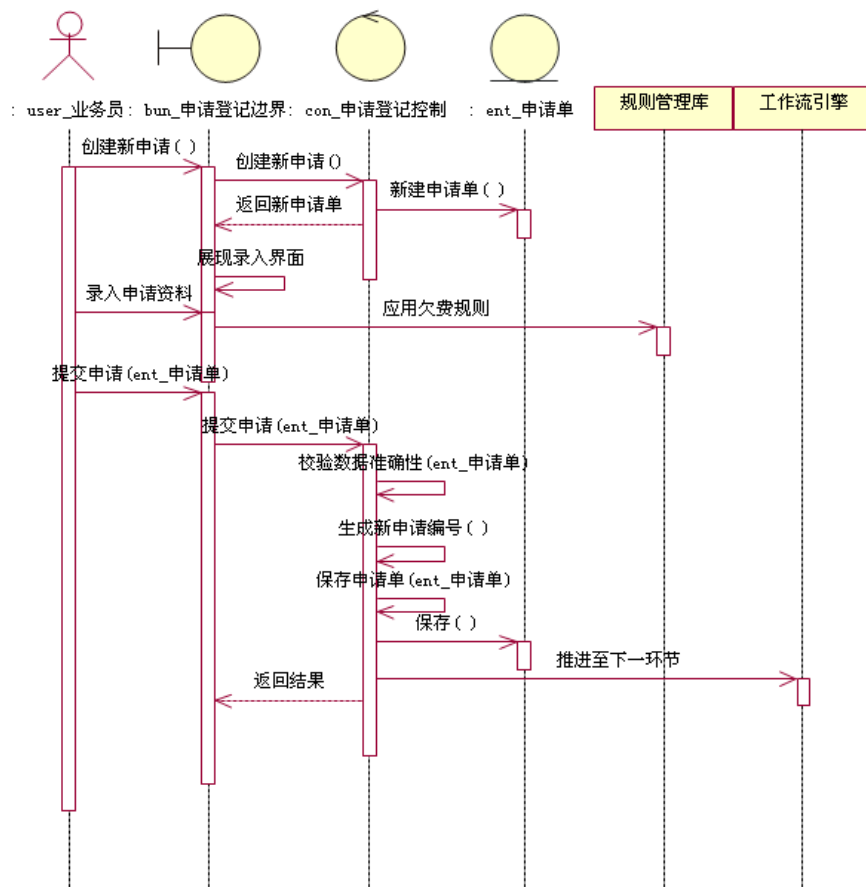 规则管理库
工作流引擎
: user_业务员
: bun_申请登记边界
: con_申请登记控制
: ent_申请单
创建新申请( )
创建新申请()
新建申请单( )
返回新申请单
展现录入界面
录入申请资料
应用欠费规则
提交申请(ent_申请单)
提交申请(ent_申请单)
校验数据准确性(ent_申请单)
生成新申请编号( )
保存申请单(ent_申请单)
保存( )
推进至下一环节
返回结果